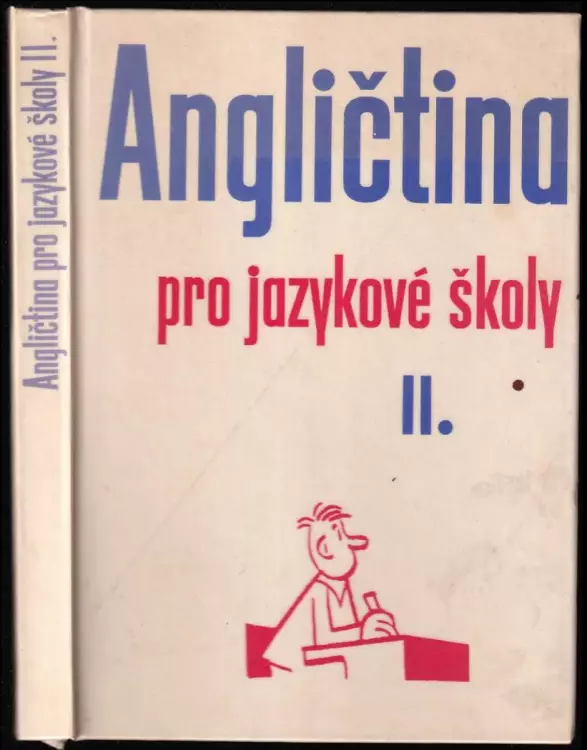 Angličtina pro jazykové školy II.
Angličtina
pro jazykové školy
II.